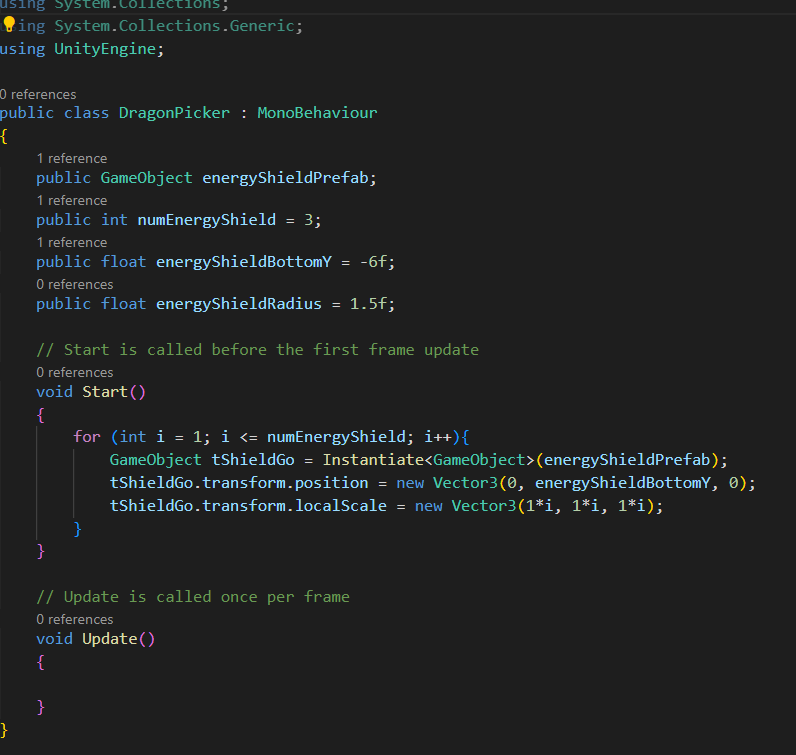 using System.Collections;
using System.Collections.Generic;
using UnityEngine;
0 references
public class DragonPicker : MonoBehaviour
{
1 reference
public GameObject energyShieldPrefab;
1 reference
public int numEnergyShield = 3;
1 reference
public float energyShieldBottomY = -6f;
0 references
public float energyShieldRadius = 1.5f;
// Start is called before the first frame update
0 references
void Start()
{
for (int i = 1; i <= numEnergyShield; i++){
GameObject tShieldGo = Instantiate<GameObject>(energyShieldPrefab);
tShieldGo.transform.position = new Vector3(0, energyShieldBottomY, 0);
tShieldGo.transform.localScale = new Vector3(1*i, 1*i, 1*i);
}
}
// Update is called once per frame
0 references
void Update()
{
}
}